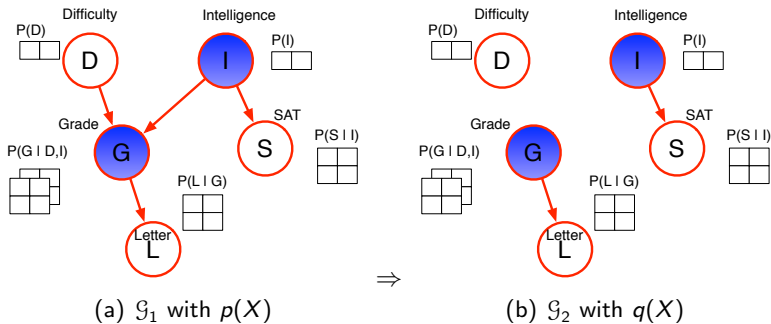 Difficulty
Intelligence
P(D)
D
I
P(I)
Grade
SAT
P(G | D,I)
G
S
P(S | I)
P(L | G)
Letter
L
(a) 𝒢₁ with p(X)
⇒
Difficulty
Intelligence
P(D)
D
I
P(I)
Grade
SAT
P(G | D,I)
G
S
P(S | I)
P(L | G)
Letter
L
(b) 𝒢₂ with q(X)